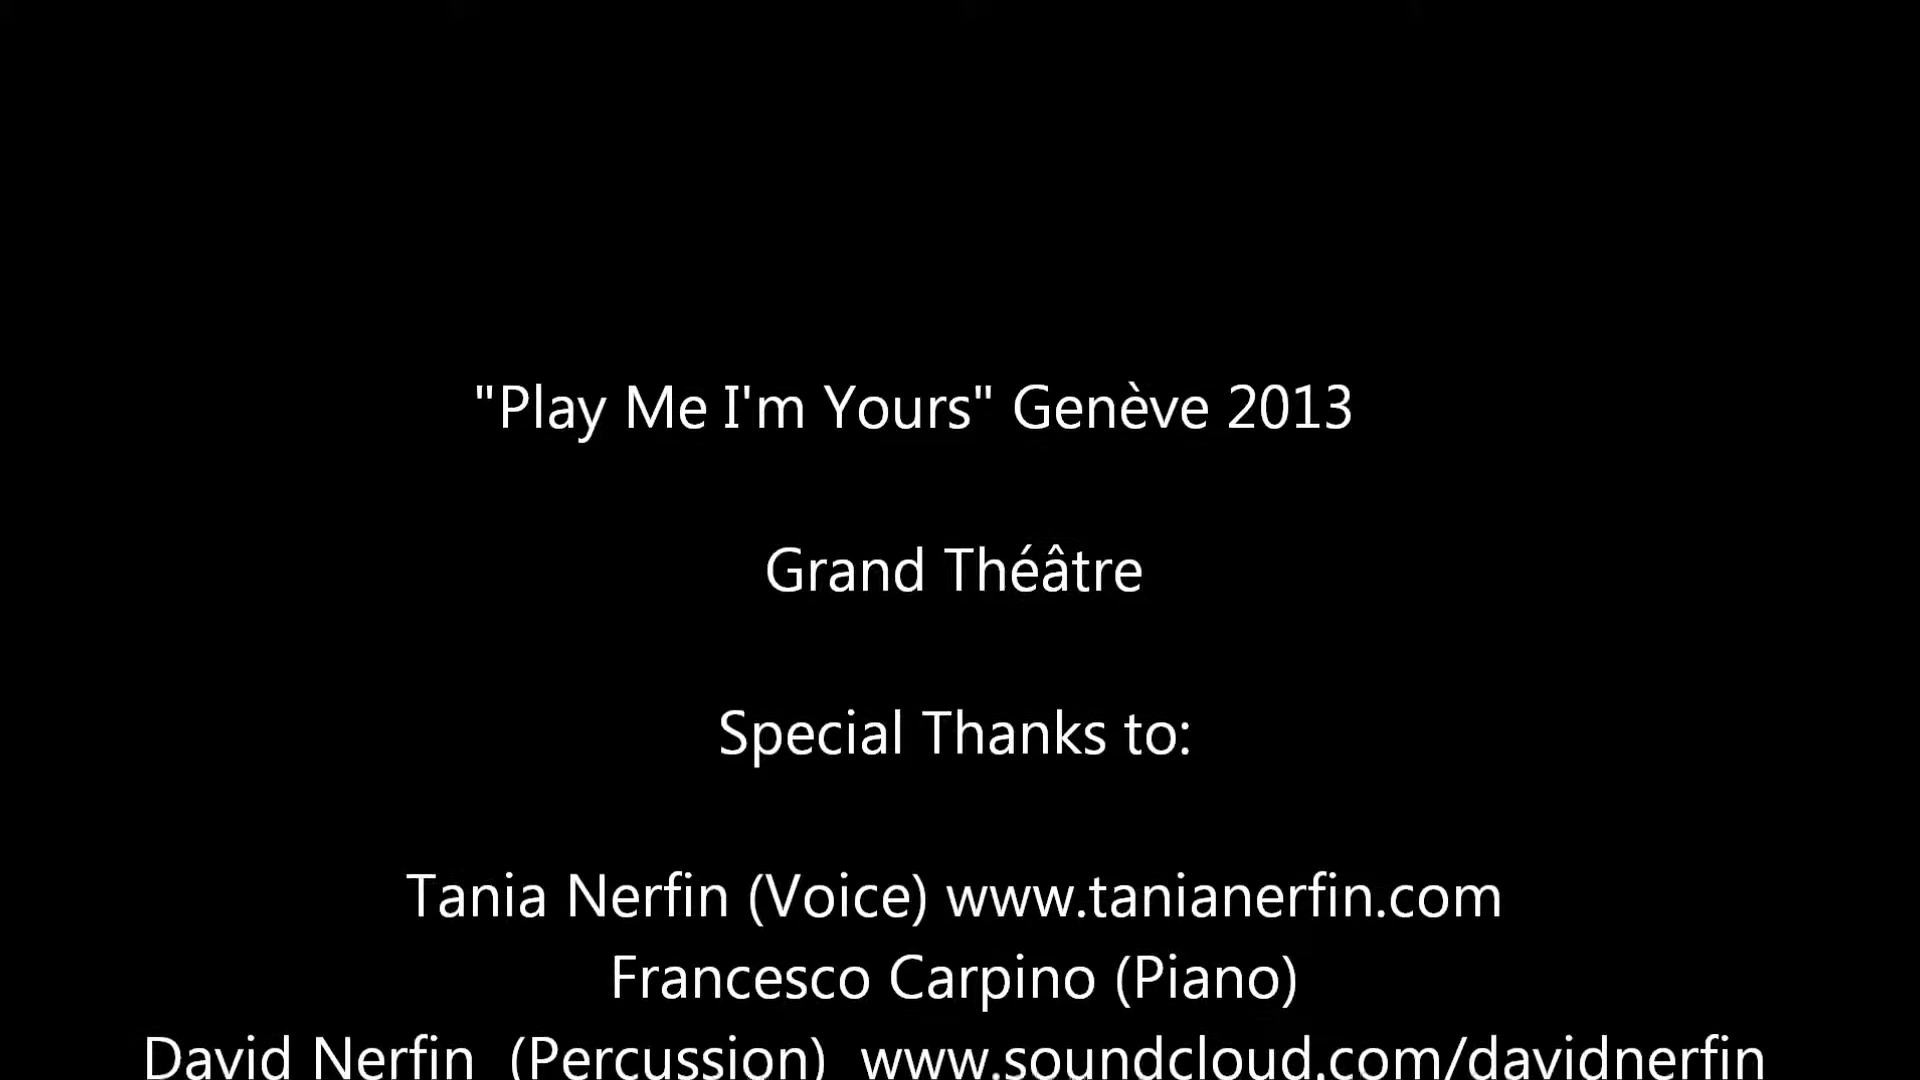 "Play Me I'm Yours" Genève 2013
Grand Théâtre
Special Thanks to:
Tania Nerfin (Voice) www.tanianerfin.com
Francesco Carpino (Piano)
David Nerfin  (Percussion)  www.soundcloud.com/davidnerfin